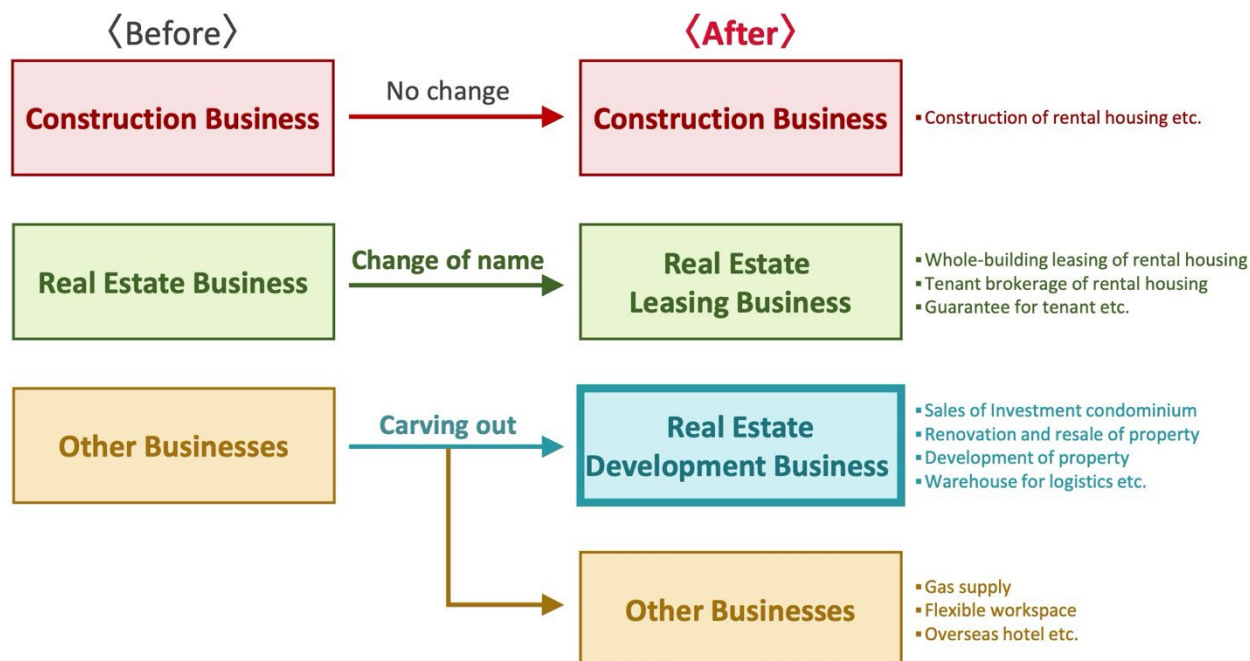 〈Before〉
〈After〉
Construction Business
No change
Construction Business
▪Construction of rental housing etc.
Real Estate Business
Change of name
Real Estate
Leasing Business
▪Whole-building leasing of rental housing
▪Tenant brokerage of rental housing
▪Guarantee for tenant etc.
Other Businesses
Carving out
Real Estate
Development Business
▪Sales of Investment condominium
▪Renovation and resale of property
▪Development of property
▪Warehouse for logistics etc.
Other Businesses
▪Gas supply
▪Flexible workspace
▪Overseas hotel etc.